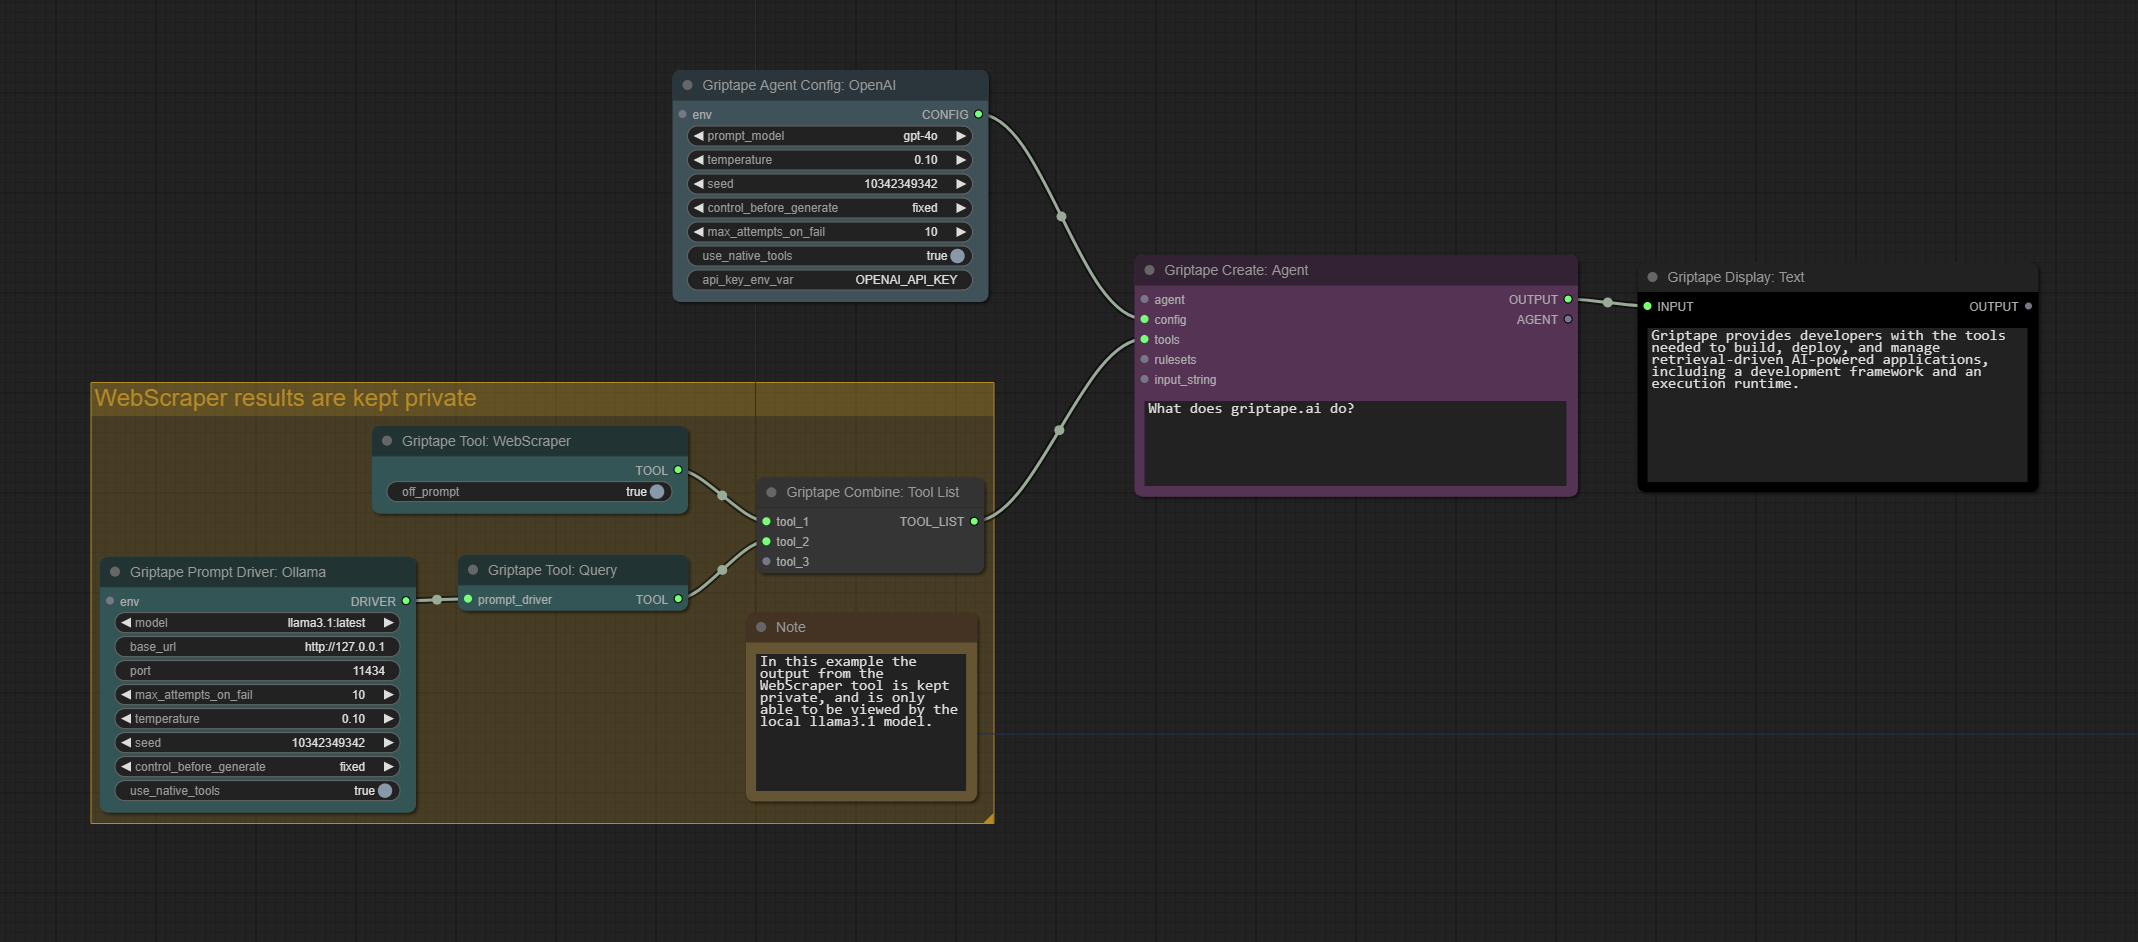 Griptape Agent Config: OpenAI
env CONFIG
prompt_model gpt-4o
temperature 0.10
seed 10342349342
control_before_generate fixed
max_attempts_on_fail 10
use_native_tools true
api_key_env_var OPENAI_API_KEY
Griptape Create: Agent
agent OUTPUT
config AGENT
tools
rulesets
input_string
What does griptape.ai do?
Griptape Display: Text
INPUT OUTPUT
Griptape provides developers with the tools
needed to build, deploy, and manage
retrieval-driven AI-powered applications,
including a development framework and an
execution runtime.
WebScraper results are kept private
Griptape Tool: WebScraper
TOOL
off_prompt true
Griptape Combine: Tool List
tool_1 TOOL_LIST
tool_2
tool_3
Griptape Prompt Driver: Ollama
env DRIVER
model llama3.1:latest
base_url http://127.0.0.1
port 11434
max_attempts_on_fail 10
temperature 0.10
seed 10342349342
control_before_generate fixed
use_native_tools true
Griptape Tool: Query
prompt_driver TOOL
Note
In this example the
output from the
WebScraper tool is kept
private, and is only
able to be viewed by the
local llama3.1 model.